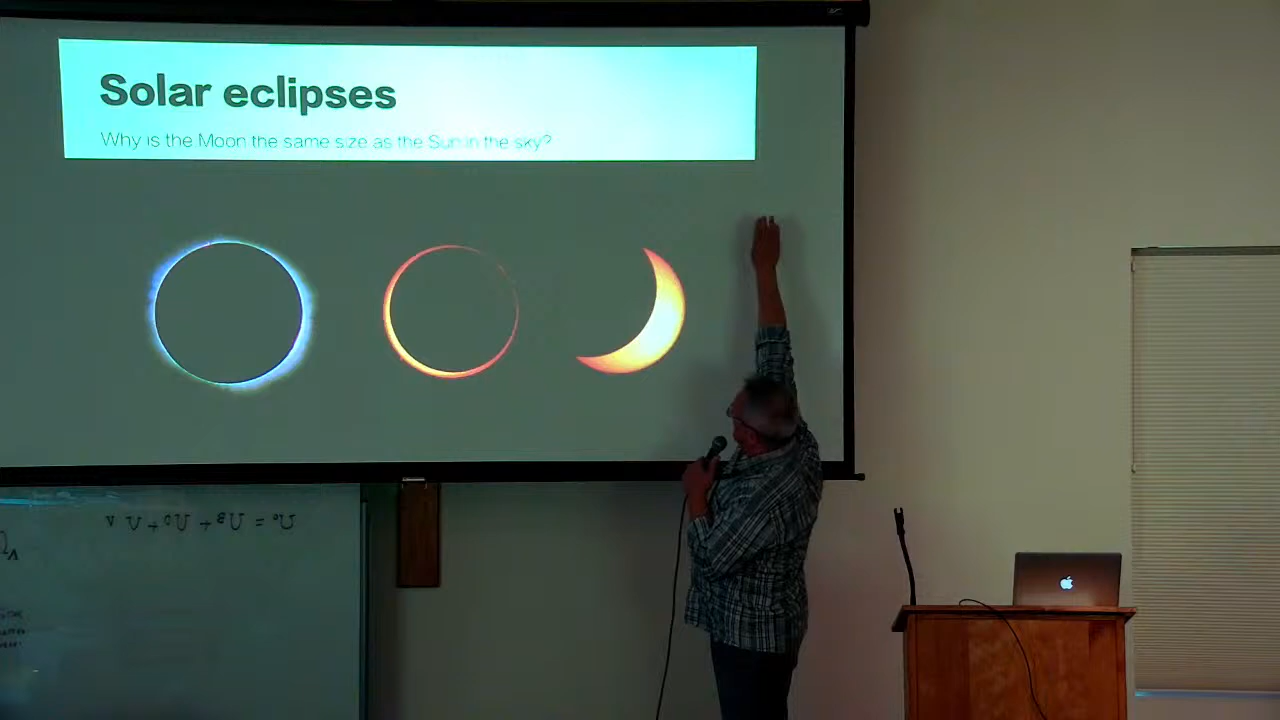 Solar eclipses
Why is the Moon the same size as the Sun in the sky?